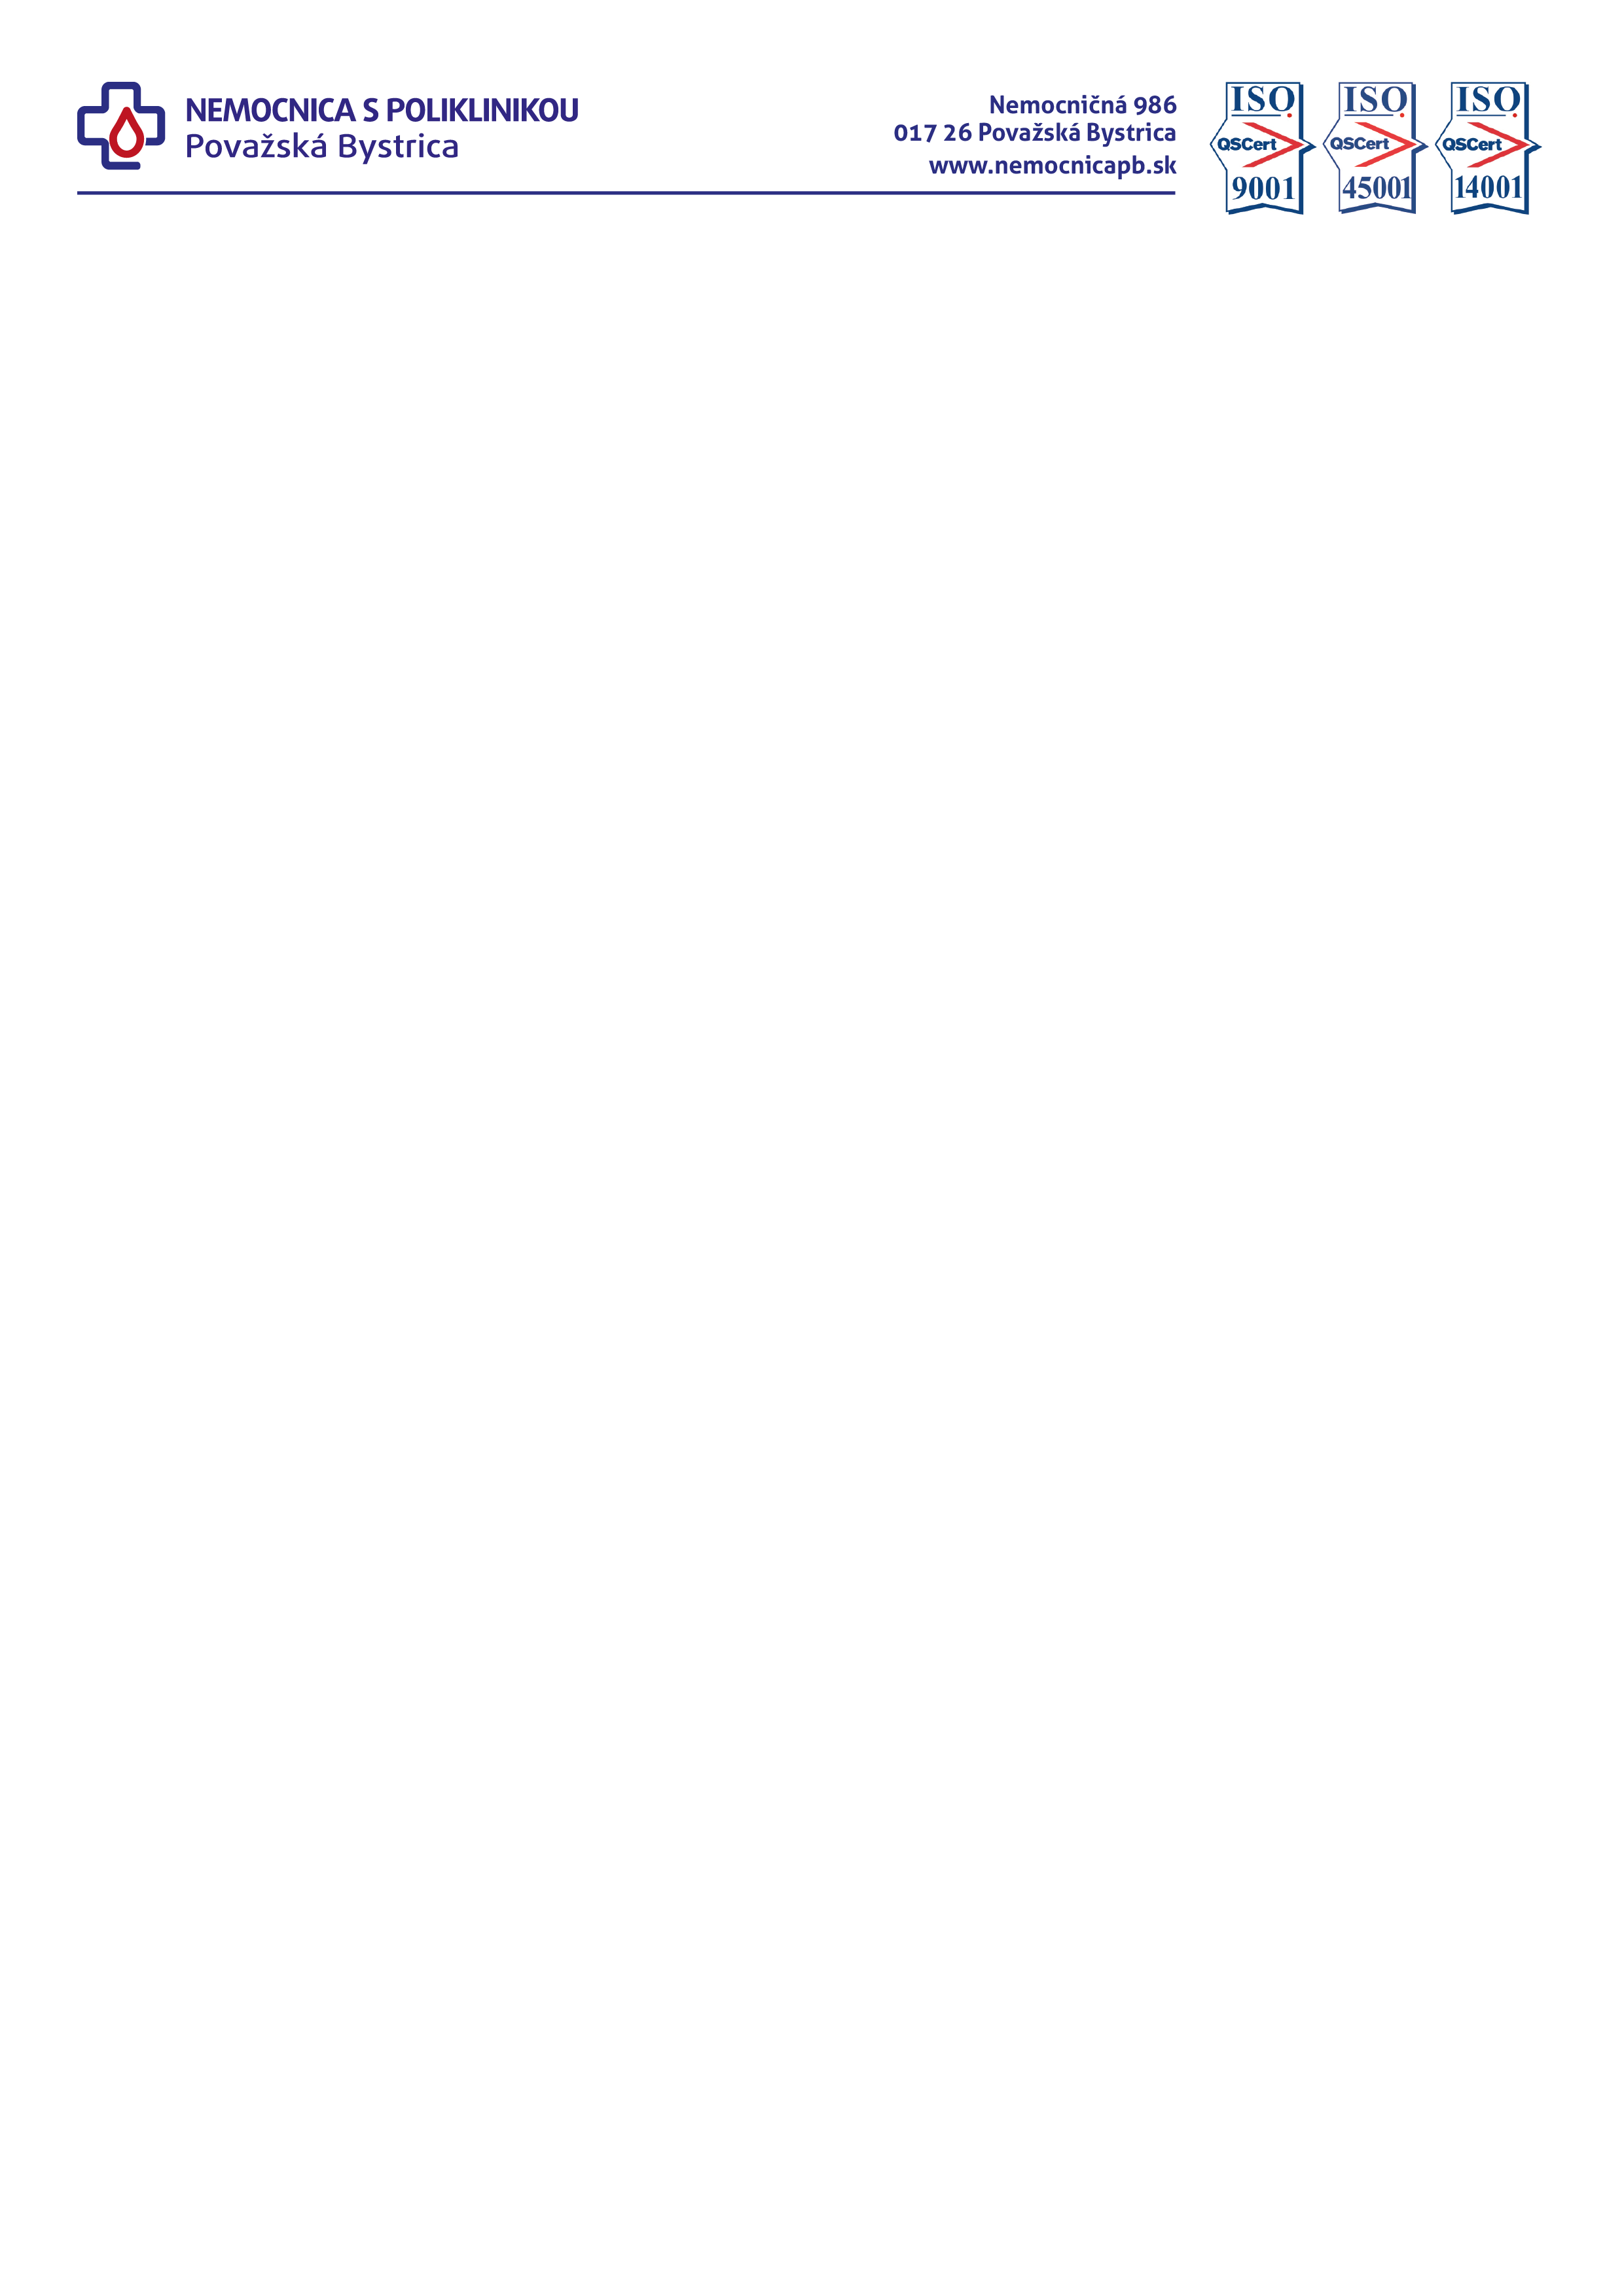 NEMOCNICA S POLIKLINIKOU
Považská Bystrica
Nemocničná 986
017 26 Považská Bystrica
www.nemocnicapb.sk
ISO
QSCert
9001
ISO
QSCert
45001
ISO
QSCert
14001